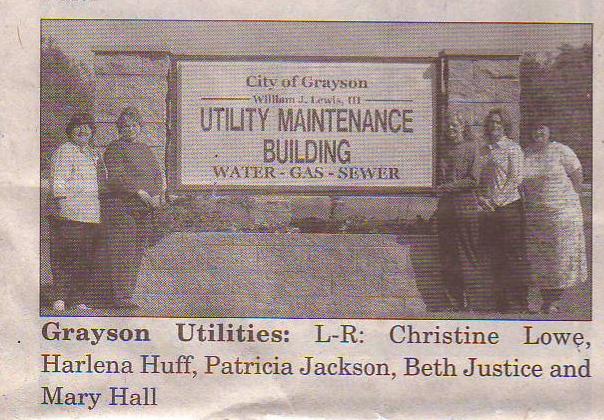 City of Grayson
William J. Lewis, III
UTILITY MAINTENANCE
BUILDING
WATER - GAS - SEWER
Grayson Utilities: L-R: Christine Lowe,
Harlena Huff, Patricia Jackson, Beth Justice and
Mary Hall